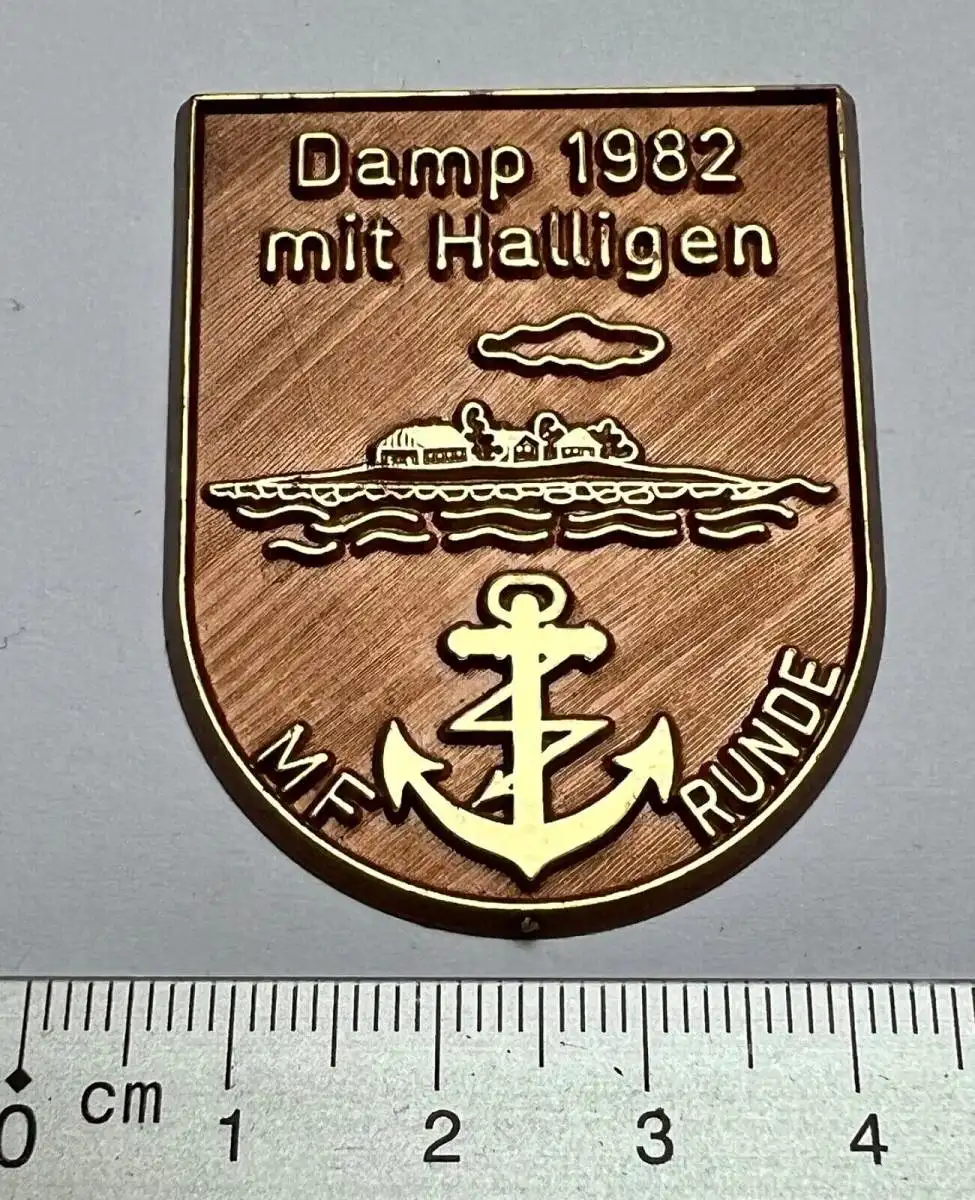 Damp 1982
mit Halligen
MF RUNDE
0 cm 1 2 3 4